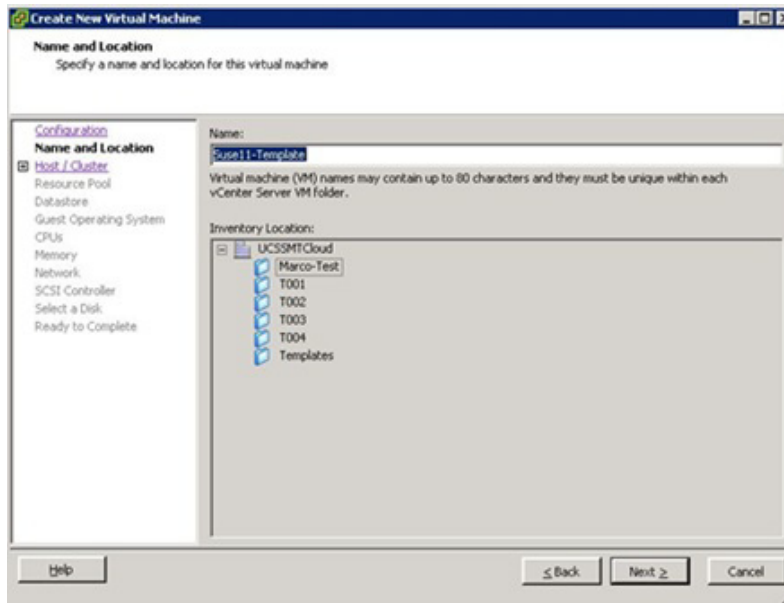 Create New Virtual Machine
Name and Location
Specify a name and location for this virtual machine
Configuration
Name and Location
Host / Cluster
Resource Pool
Datastore
Guest Operating System
CPUs
Memory
Network
SCSI Controller
Select a Disk
Ready to Complete
Name:
Suse11-Template
Virtual machine (VM) names may contain up to 80 characters and they must be unique within each
vCenter Server VM folder.
Inventory Location:
UCSSMTCloud
Marco-Test
T001
T002
T003
T004
Templates
Help
< Back
Next >
Cancel